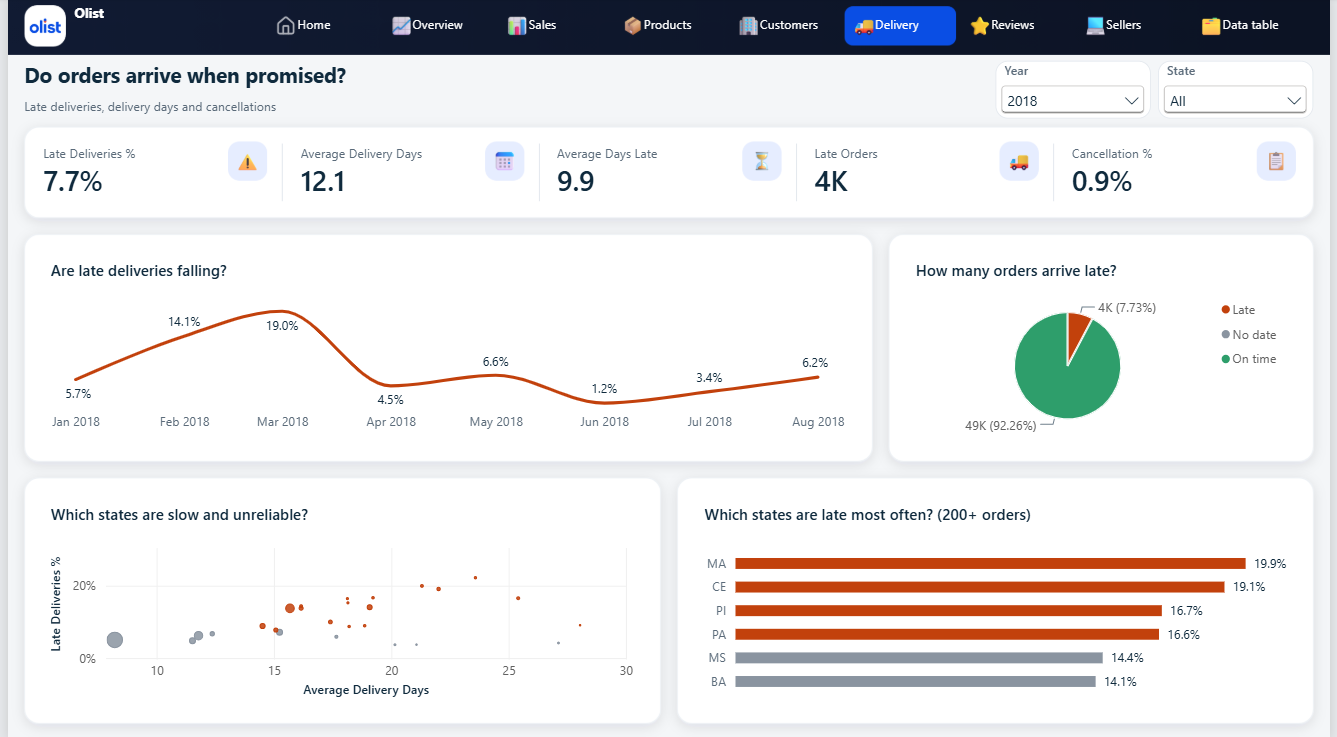 olist
Olist
Home
Overview
Sales
Products
Customers
Delivery
Reviews
Sellers
Data table
Do orders arrive when promised?
Late deliveries, delivery days and cancellations
Year
2018
State
All
Late Deliveries %
7.7%
Average Delivery Days
12.1
Average Days Late
9.9
Late Orders
4K
Cancellation %
0.9%
Are late deliveries falling?
5.7%
14.1%
19.0%
4.5%
6.6%
1.2%
3.4%
6.2%
Jan 2018
Feb 2018
Mar 2018
Apr 2018
May 2018
Jun 2018
Jul 2018
Aug 2018
How many orders arrive late?
4K (7.73%)
49K (92.26%)
Late
No date
On time
Which states are slow and unreliable?
Late Deliveries %
20%
0%
10
15
20
25
30
Average Delivery Days
Which states are late most often? (200+ orders)
MA 19.9%
CE 19.1%
PI 16.7%
PA 16.6%
MS 14.4%
BA 14.1%